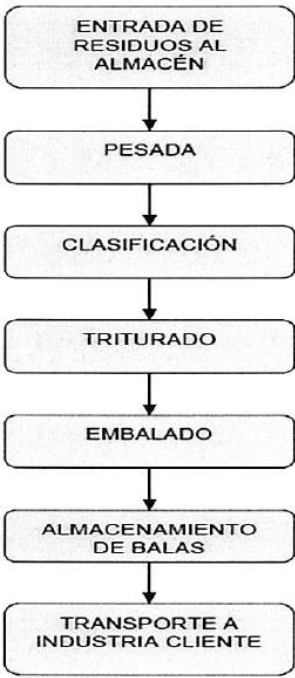 ENTRADA DE
RESIDUOS AL
ALMACÉN
PESADA
CLASIFICACIÓN
TRITURADO
EMBALADO
ALMACENAMIENTO
DE BALAS
TRANSPORTE A
INDUSTRIA CLIENTE